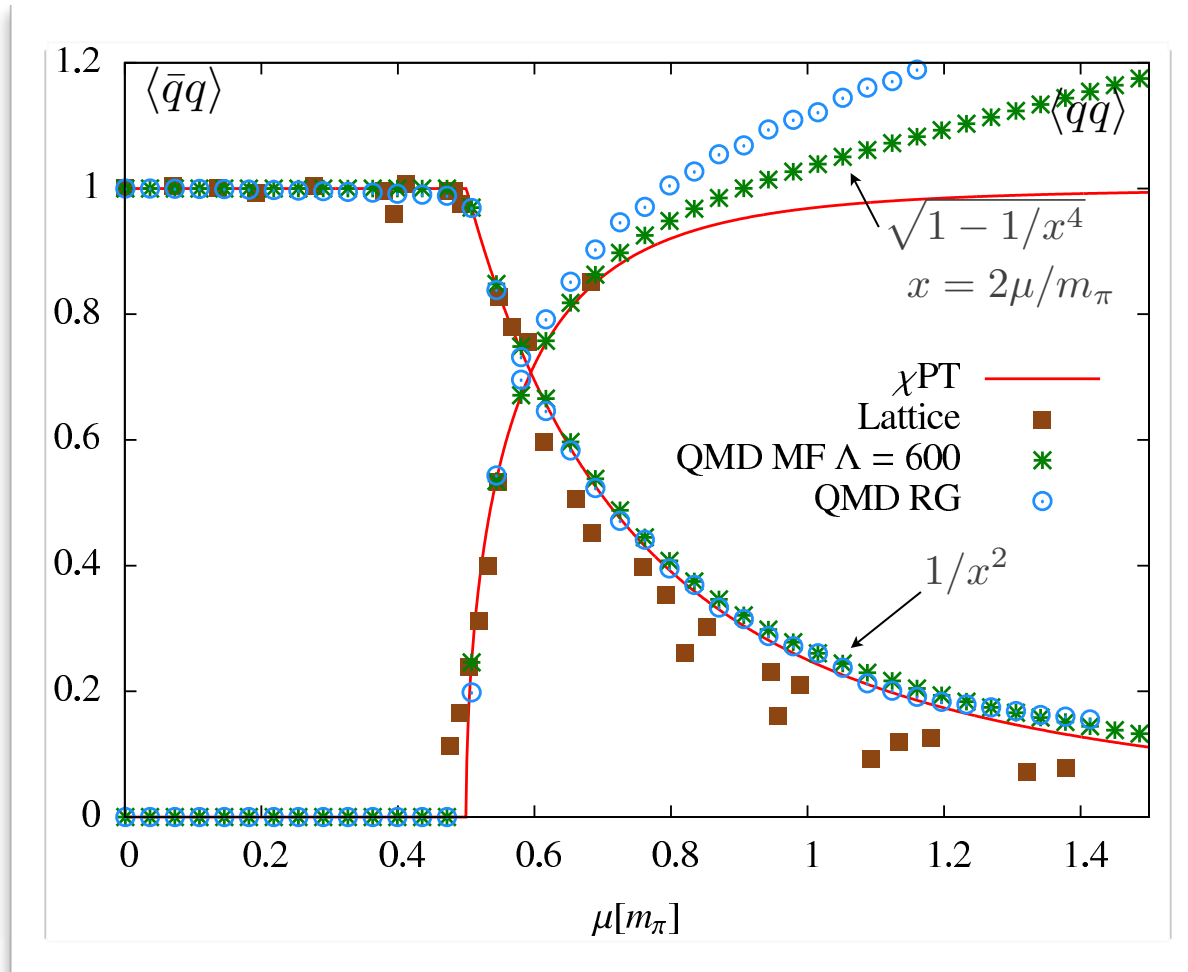 1.2
⟨q̄q⟩
⟨qq⟩
1
√1 − 1/x⁴
x = 2μ/mπ
0.8
χPT
Lattice
0.6
QMD MF Λ = 600
QMD RG
0.4
1/x²
0.2
0
0 0.2 0.4 0.6 0.8 1 1.2 1.4
μ[mπ]